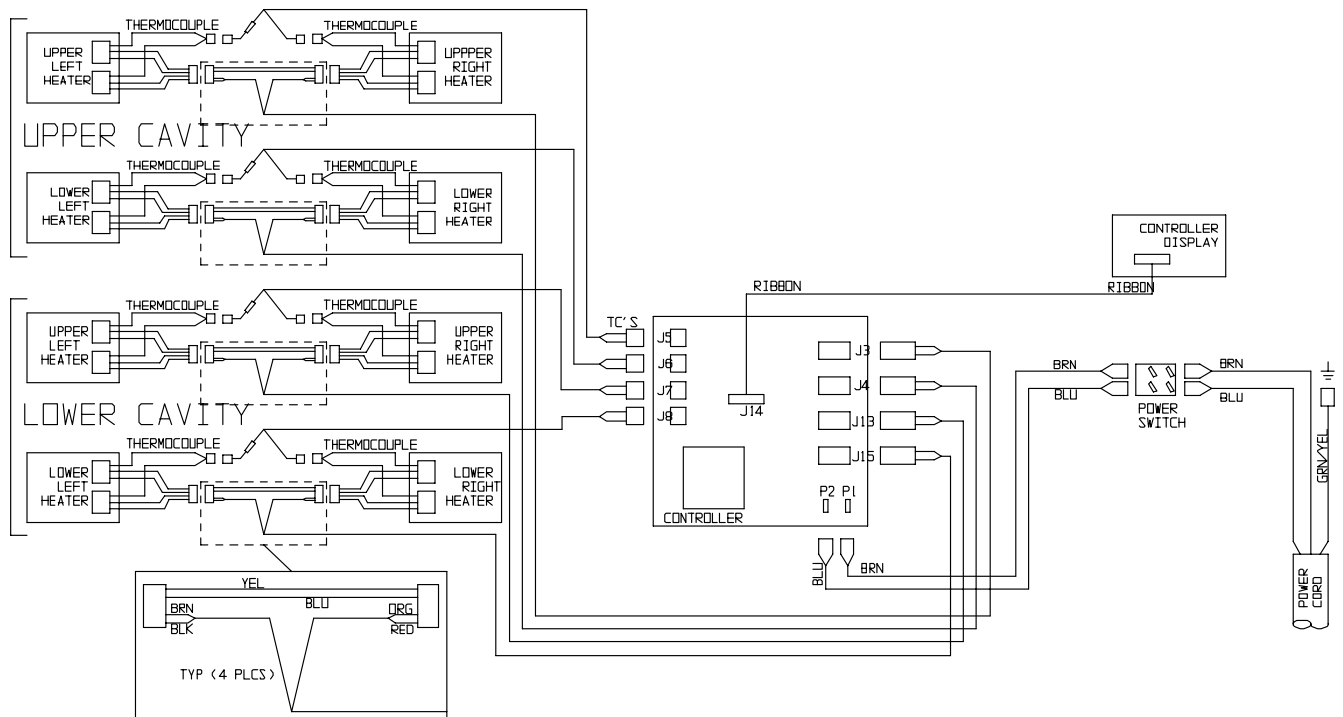 THERMOCOUPLE THERMOCOUPLE
UPPER LEFT HEATER
UPPPER RIGHT HEATER
UPPER CAVITY
THERMOCOUPLE THERMOCOUPLE
LOWER LEFT HEATER
LOWER RIGHT HEATER
THERMOCOUPLE THERMOCOUPLE
UPPER LEFT HEATER
UPPER RIGHT HEATER
LOWER CAVITY
THERMOCOUPLE THERMOCOUPLE
LOWER LEFT HEATER
LOWER RIGHT HEATER
YEL
BLU
BRN
BLK
ORG
RED
TYP (4 PLCS)
CONTROLLER
DISPLAY
RIBBON
RIBBON
TC'S
J5
J6
J7
J8
J14
J3
J4
J13
J15
P2 P1
CONTROLLER
BLU
BRN
BRN
BLU
POWER
SWITCH
BRN
BLU
GRN/YEL
POWER
CORD